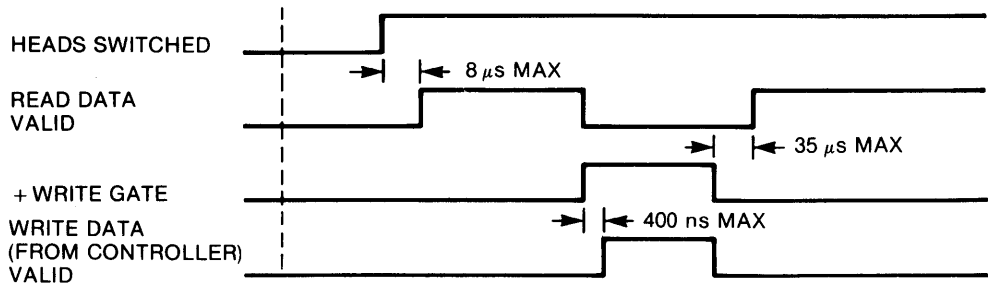 HEADS SWITCHED
8 μs MAX
READ DATA
VALID
35 μs MAX
+ WRITE GATE
400 ns MAX
WRITE DATA
(FROM CONTROLLER)
VALID